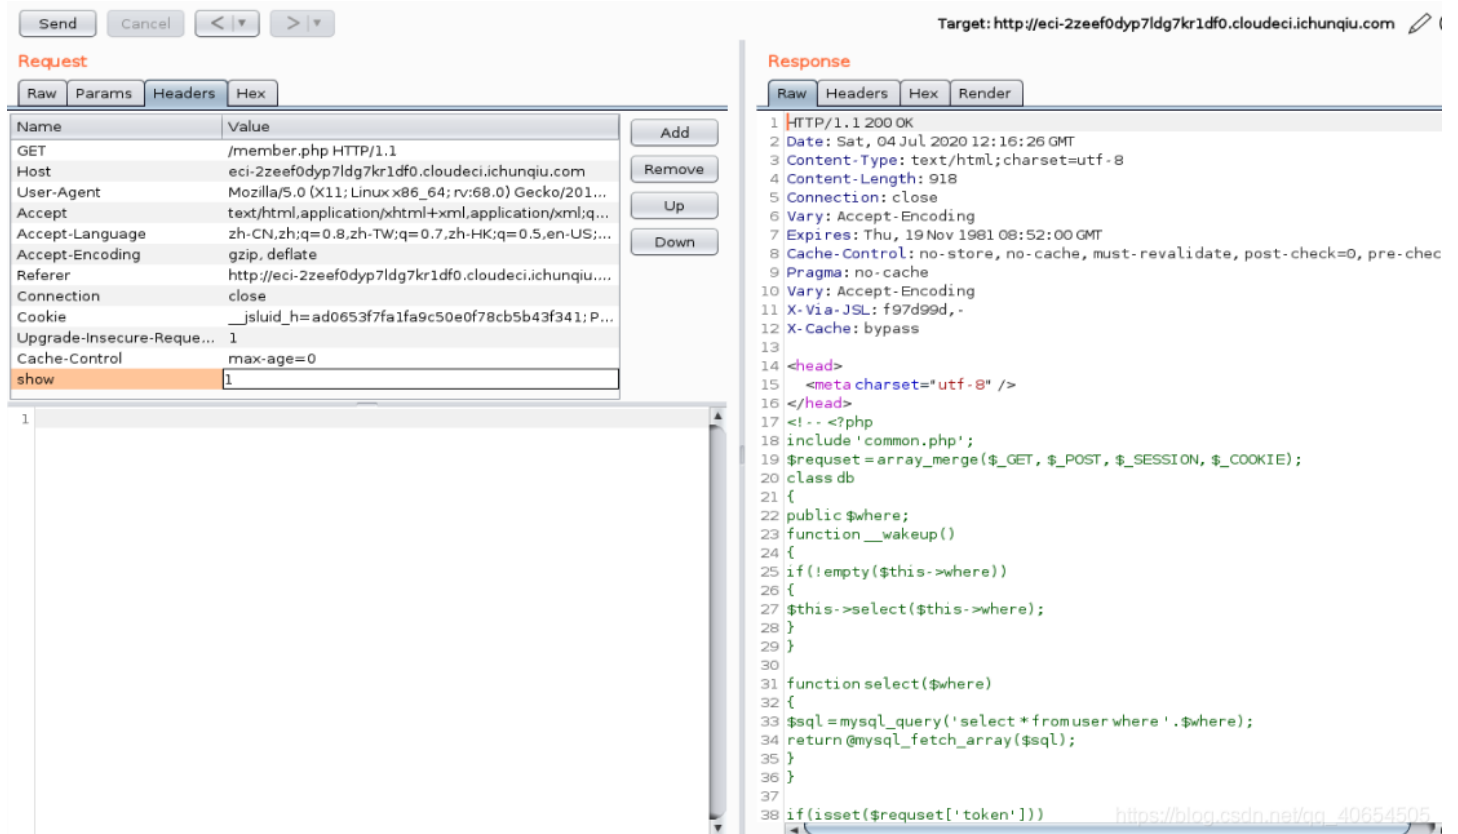 Send Cancel < > Target: http://eci-2zeef0dyp7ldg7kr1df0.cloudeci.ichunqiu.com
Request
Raw Params Headers Hex
Name Value
GET /member.php HTTP/1.1
Host eci-2zeef0dyp7ldg7kr1df0.cloudeci.ichunqiu.com
User-Agent Mozilla/5.0 (X11; Linux x86_64; rv:68.0) Gecko/201...
Accept text/html,application/xhtml+xml,application/xml;q...
Accept-Language zh-CN,zh;q=0.8,zh-TW;q=0.7,zh-HK;q=0.5,en-US;...
Accept-Encoding gzip, deflate
Referer http://eci-2zeef0dyp7ldg7kr1df0.cloudeci.ichunqiu....
Connection close
Cookie __jsluid_h=ad0653f7fa1fa9c50e0f78cb5b43f341; P...
Upgrade-Insecure-Reque... 1
Cache-Control max-age=0
show 1
Add
Remove
Up
Down
1
Response
Raw Headers Hex Render
1 HTTP/1.1 200 OK
2 Date: Sat, 04 Jul 2020 12:16:26 GMT
3 Content-Type: text/html;charset=utf-8
4 Content-Length: 918
5 Connection: close
6 Vary: Accept-Encoding
7 Expires: Thu, 19 Nov 1981 08:52:00 GMT
8 Cache-Control: no-store, no-cache, must-revalidate, post-check=0, pre-chec
9 Pragma: no-cache
10 Vary: Accept-Encoding
11 X-Via-JSL: f97d99d,-
12 X-Cache: bypass
13
14 <head>
15 <meta charset="utf-8" />
16 </head>
17 <!-- <?php
18 include 'common.php';
19 $requset = array_merge($_GET, $_POST, $_SESSION, $_COOKIE);
20 class db
21 {
22 public $where;
23 function __wakeup()
24 {
25 if(!empty($this->where))
26 {
27 $this->select($this->where);
28 }
29 }
30
31 function select($where)
32 {
33 $sql = mysql_query('select * from user where '.$where);
34 return @mysql_fetch_array($sql);
35 }
36 }
37
38 if(isset($requset['token']))
https://blog.csdn.net/qq_40654505